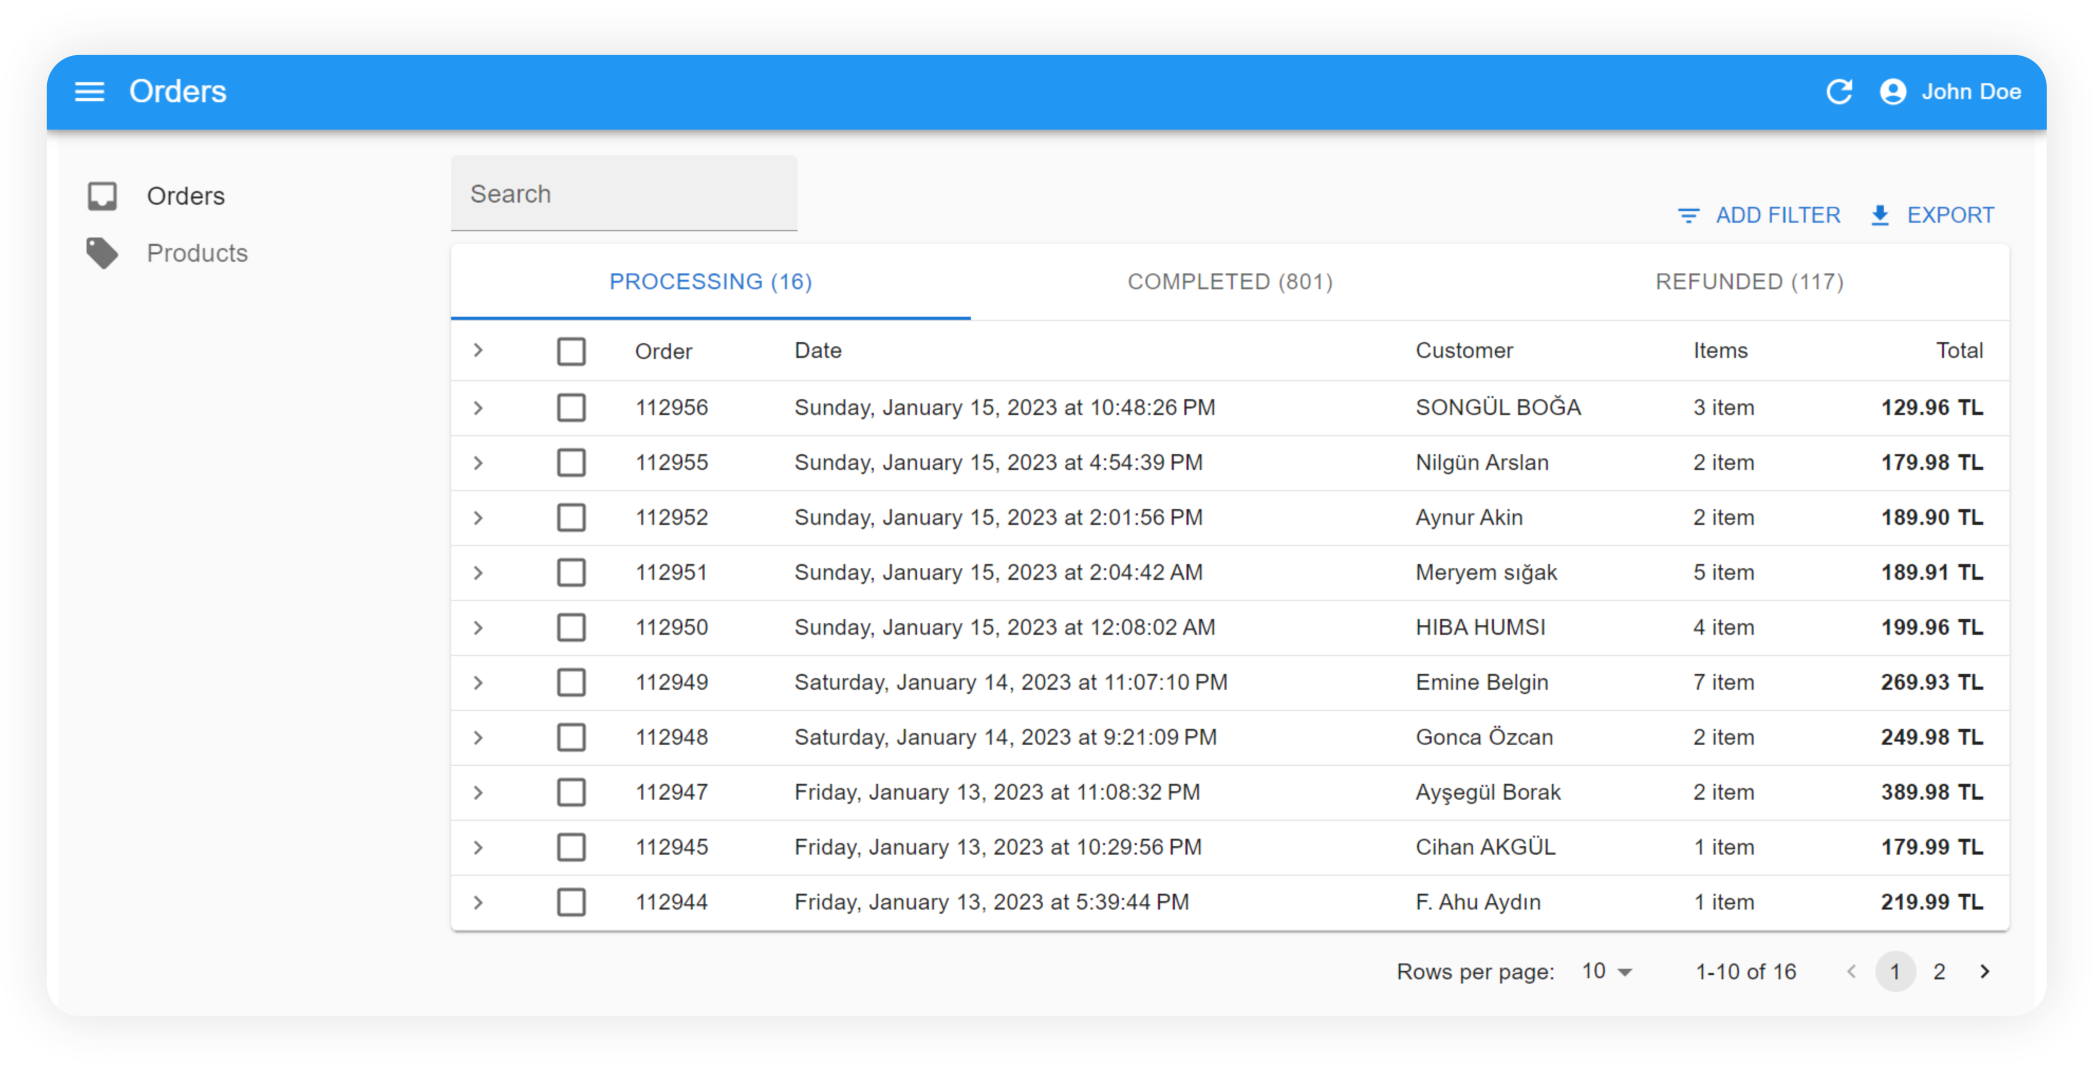 Orders
John Doe
Orders
Products
Search
ADD FILTER EXPORT
PROCESSING (16) COMPLETED (801) REFUNDED (117)
Order Date Customer Items Total
112956 Sunday, January 15, 2023 at 10:48:26 PM SONGÜL BOĞA 3 item 129.96 TL
112955 Sunday, January 15, 2023 at 4:54:39 PM Nilgün Arslan 2 item 179.98 TL
112952 Sunday, January 15, 2023 at 2:01:56 PM Aynur Akin 2 item 189.90 TL
112951 Sunday, January 15, 2023 at 2:04:42 AM Meryem sığak 5 item 189.91 TL
112950 Sunday, January 15, 2023 at 12:08:02 AM HIBA HUMSI 4 item 199.96 TL
112949 Saturday, January 14, 2023 at 11:07:10 PM Emine Belgin 7 item 269.93 TL
112948 Saturday, January 14, 2023 at 9:21:09 PM Gonca Özcan 2 item 249.98 TL
112947 Friday, January 13, 2023 at 11:08:32 PM Ayşegül Borak 2 item 389.98 TL
112945 Friday, January 13, 2023 at 10:29:56 PM Cihan AKGÜL 1 item 179.99 TL
112944 Friday, January 13, 2023 at 5:39:44 PM F. Ahu Aydın 1 item 219.99 TL
Rows per page: 10 1-10 of 16 1 2